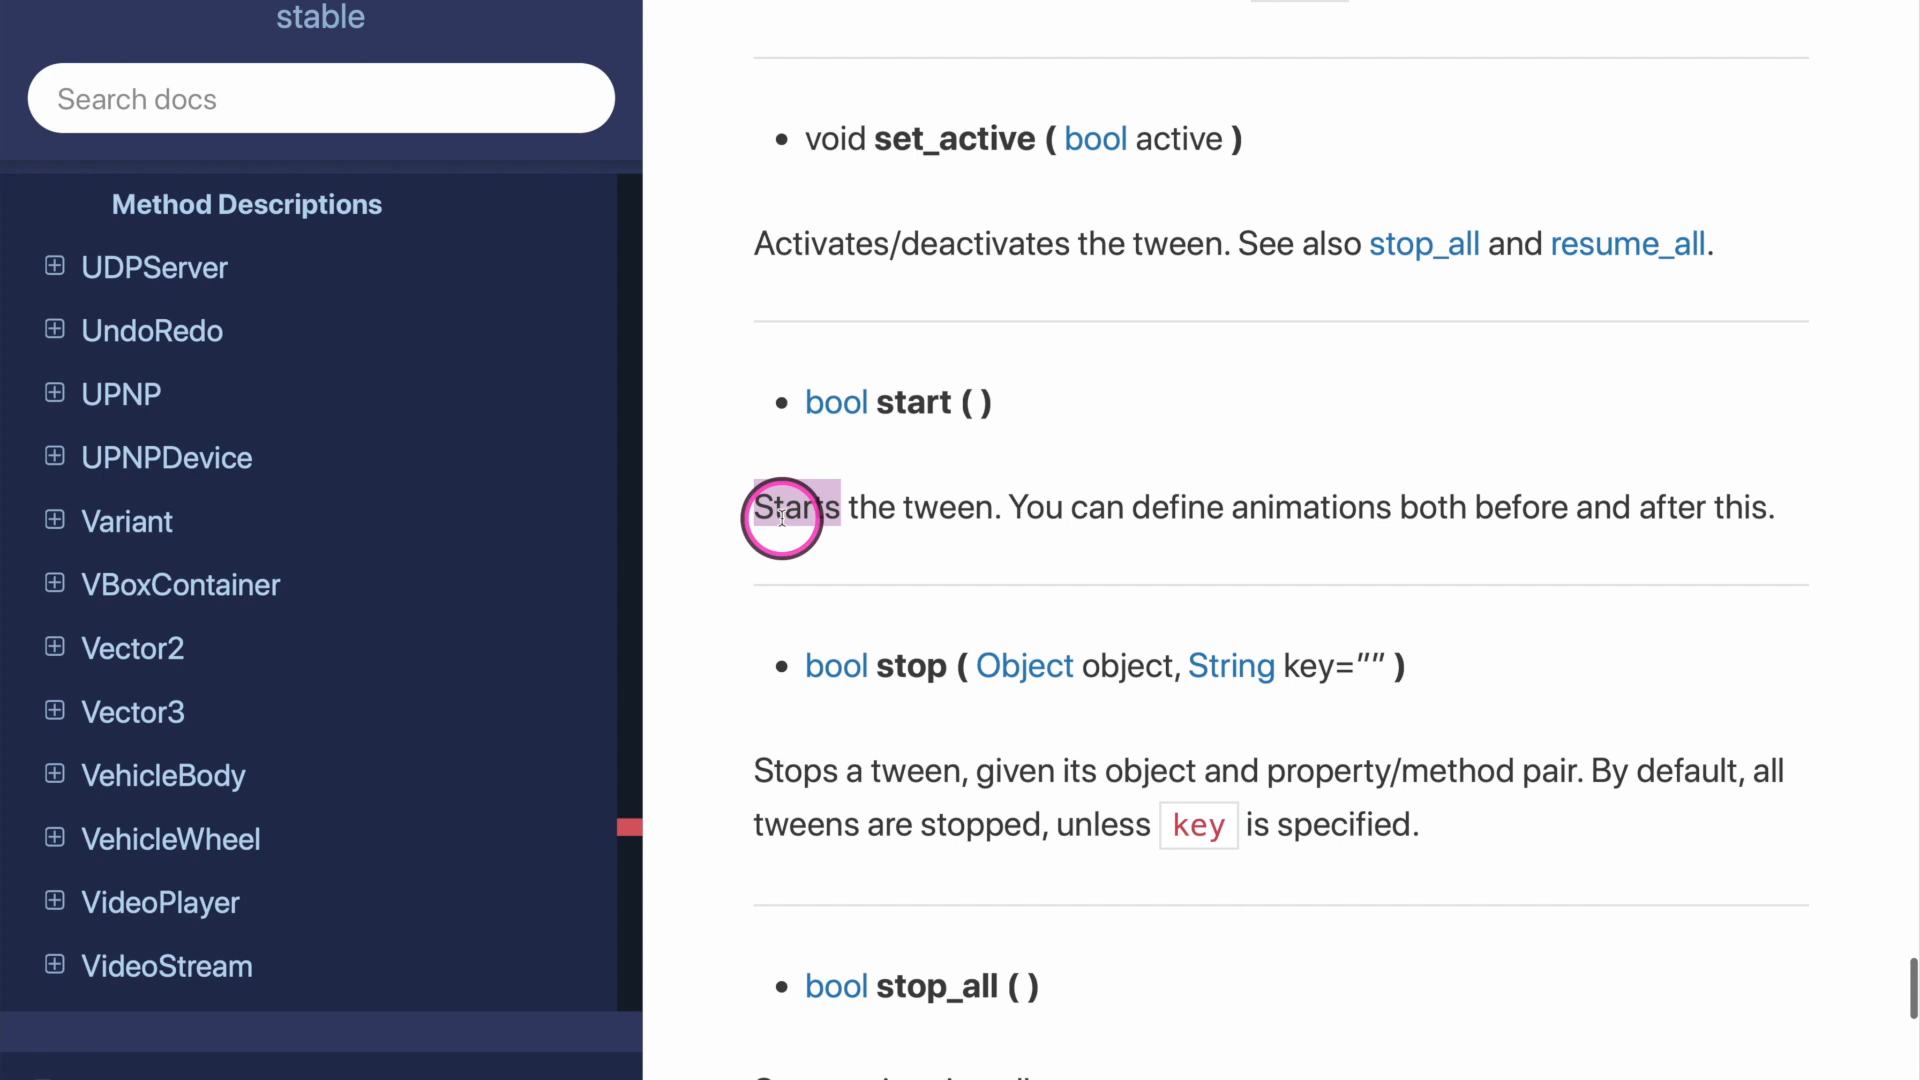 stable
Search docs
Method Descriptions
UDPServer
UndoRedo
UPNP
UPNPDevice
Variant
VBoxContainer
Vector2
Vector3
VehicleBody
VehicleWheel
VideoPlayer
VideoStream
• void set_active ( bool active )
Activates/deactivates the tween. See also stop_all and resume_all.
• bool start ( )
Starts the tween. You can define animations both before and after this.
• bool stop ( Object object, String key="" )
Stops a tween, given its object and property/method pair. By default, all
tweens are stopped, unless key is specified.
• bool stop_all ( )